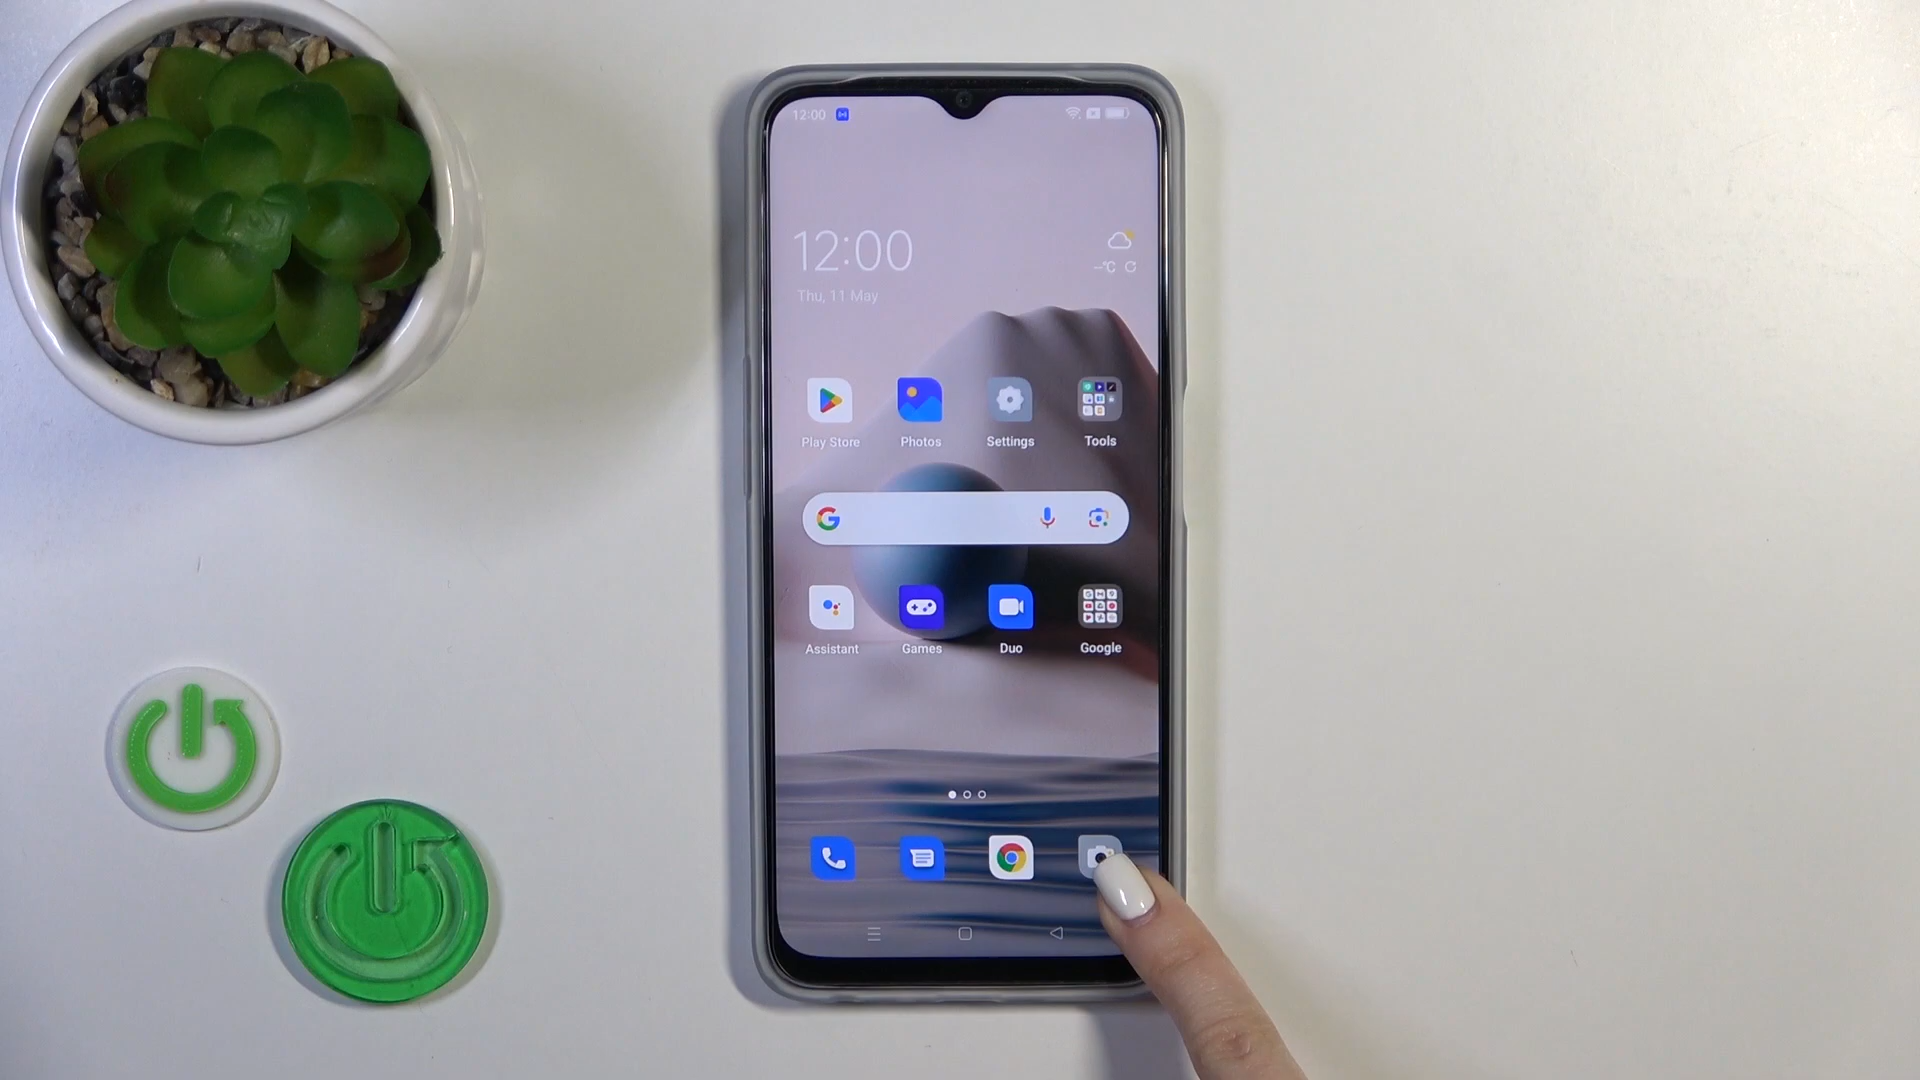 12:00
12:00
--°C
Thu, 11 May
Play Store Photos Settings Tools
Assistant Games Duo Google